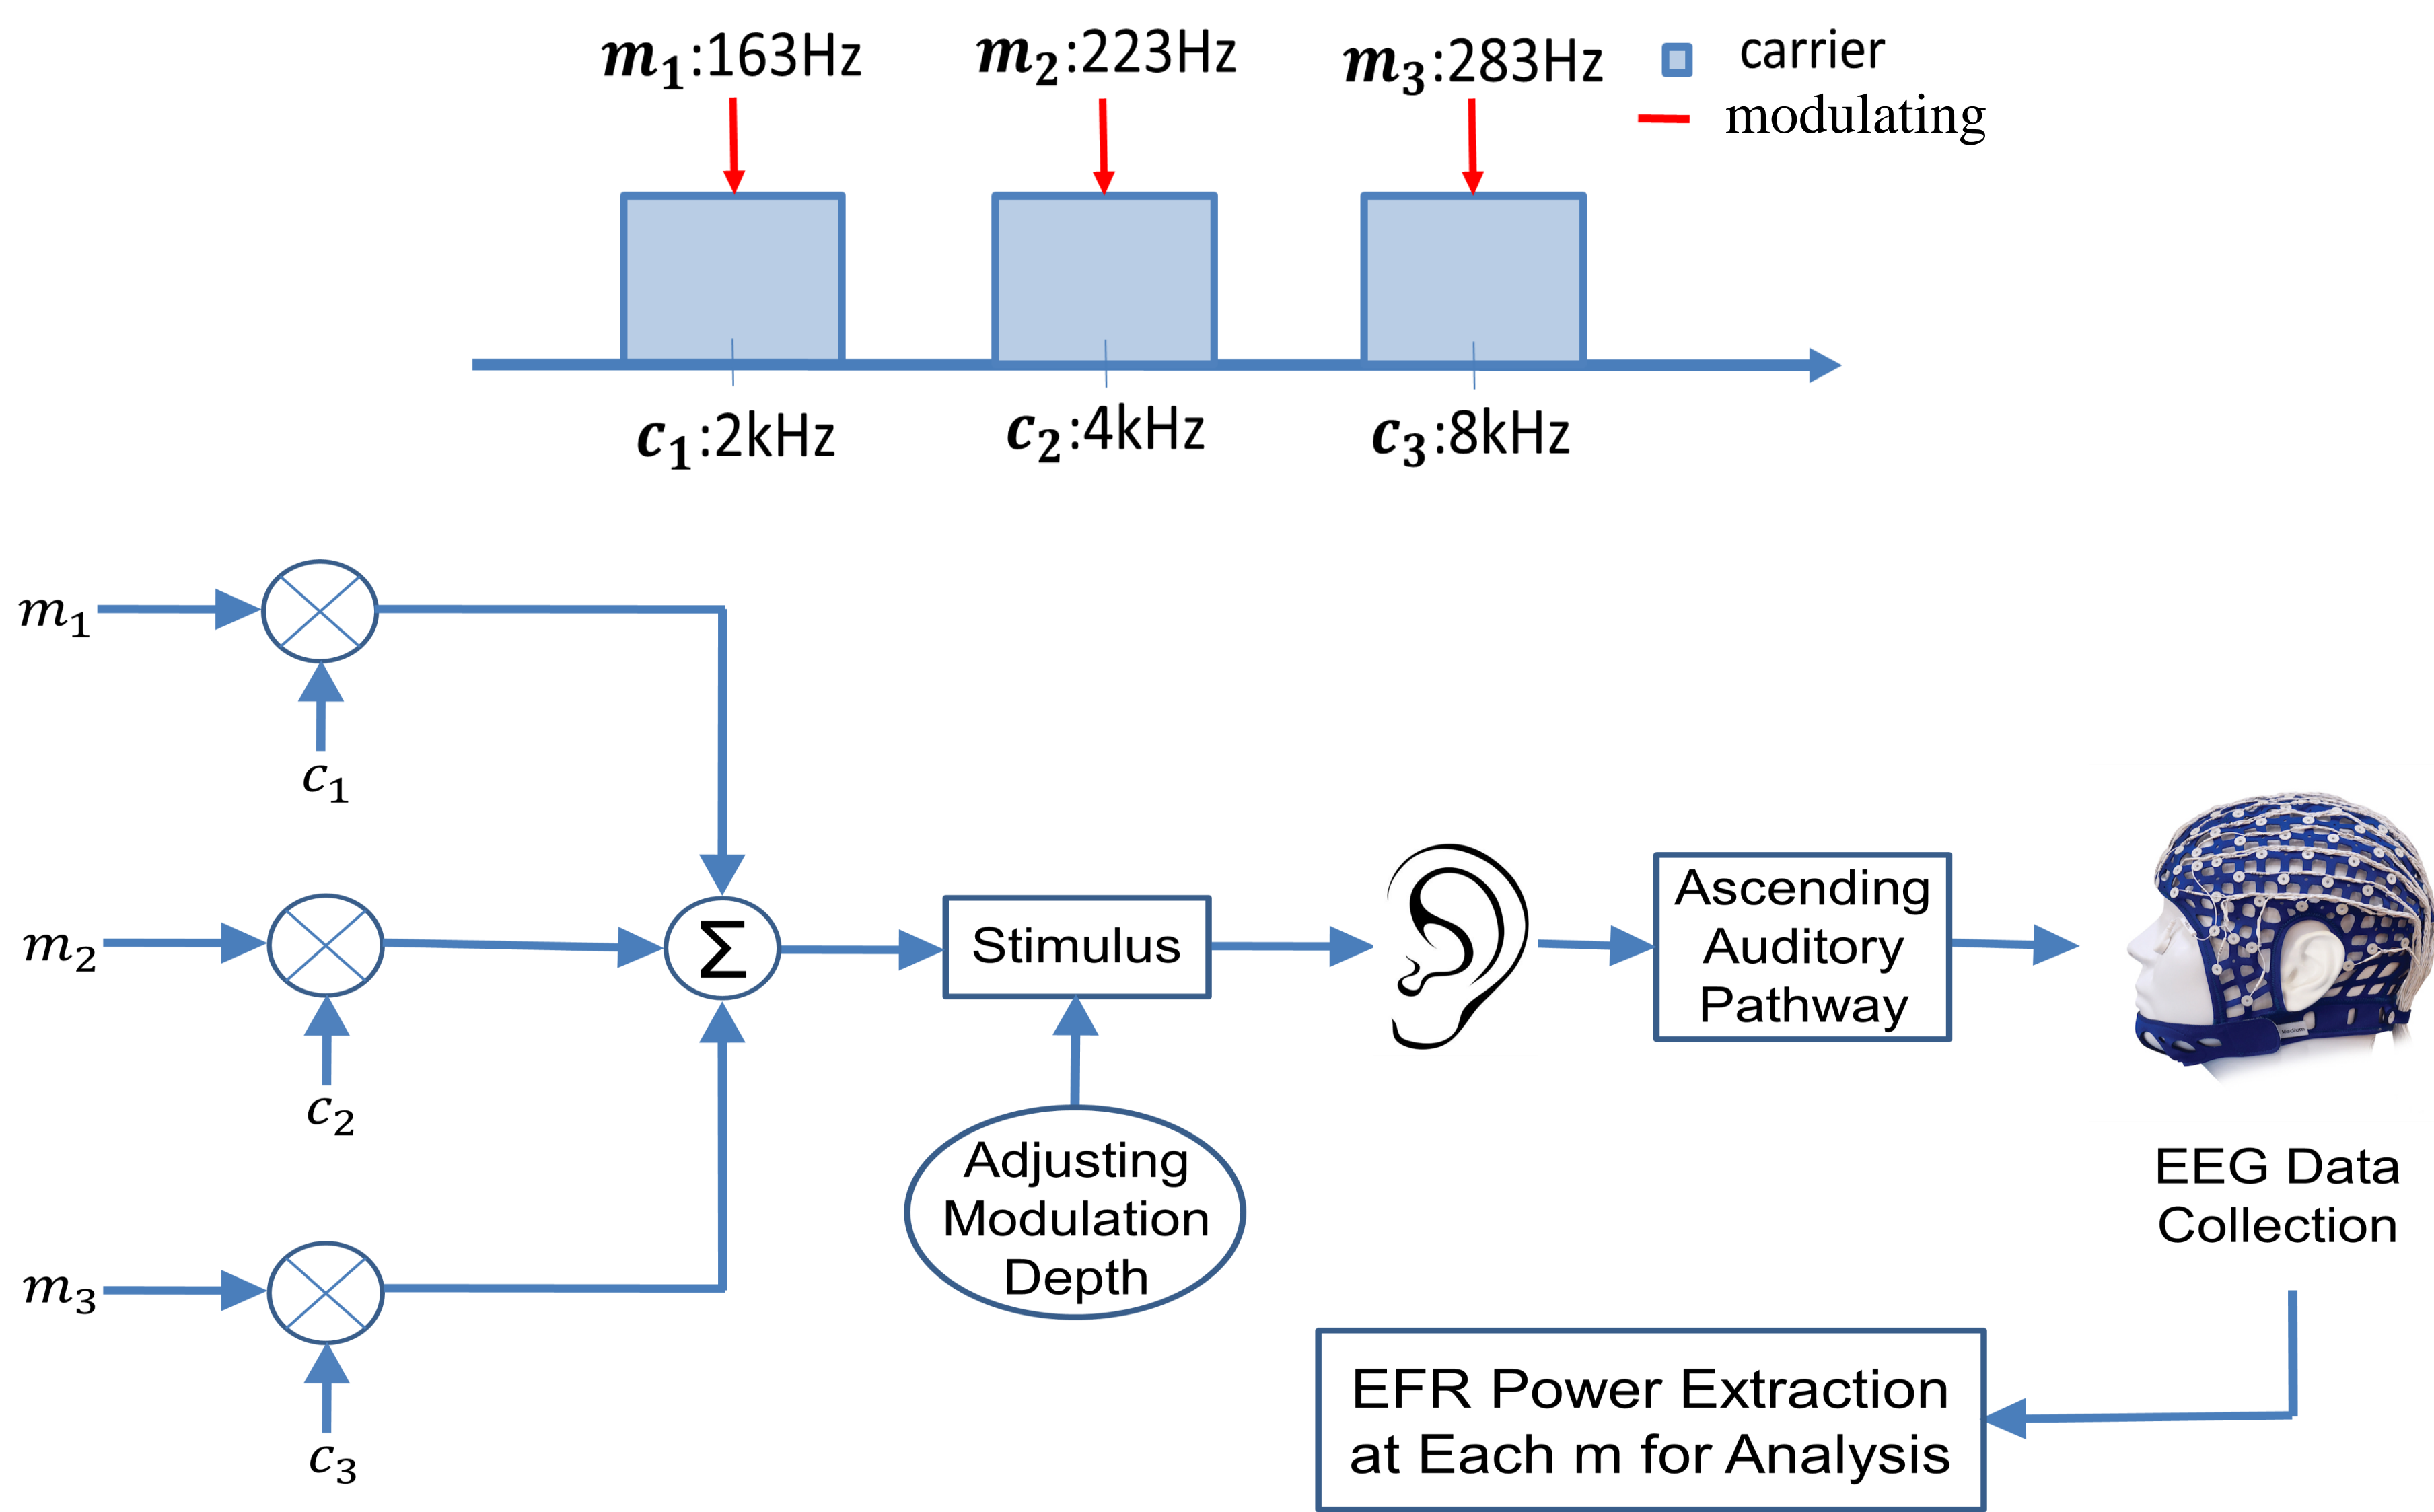 m₁:163Hz
m₂:223Hz
m₃:283Hz
carrier
modulating
c₁:2kHz
c₂:4kHz
c₃:8kHz
m₁
c₁
m₂
c₂
m₃
c₃
Σ
Stimulus
Adjusting
Modulation
Depth
Ascending
Auditory
Pathway
Medium
EEG Data
Collection
EFR Power Extraction
at Each m for Analysis